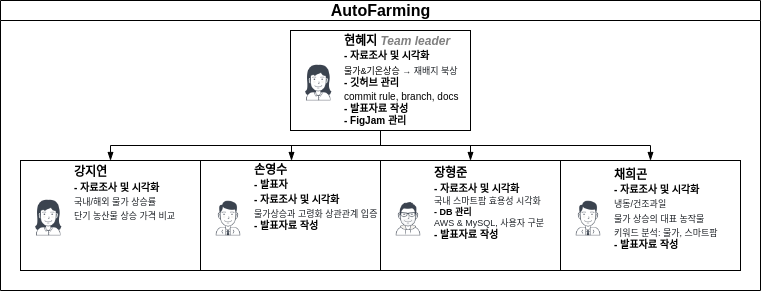 AutoFarming
현혜지 Team leader
- 자료조사 및 시각화
물가&기온상승 → 재배지 북상
- 깃허브 관리
commit rule, branch, docs
- 발표자료 작성
- FigJam 관리
강지연
- 자료조사 및 시각화
국내/해외 물가 상승률
단기 농산물 상승 가격 비교
손영수
- 발표자
- 자료조사 및 시각화
물가상승과 고령화 상관관계 입증
- 발표자료 작성
장형준
- 자료조사 및 시각화
국내 스마트팜 효용성 시각화
- DB 관리
AWS & MySQL, 사용자 구분
- 발표자료 작성
채희곤
- 자료조사 및 시각화
냉동/건조과일
물가 상승의 대표 농작물
키워드 분석: 물가, 스마트팜
- 발표자료 작성